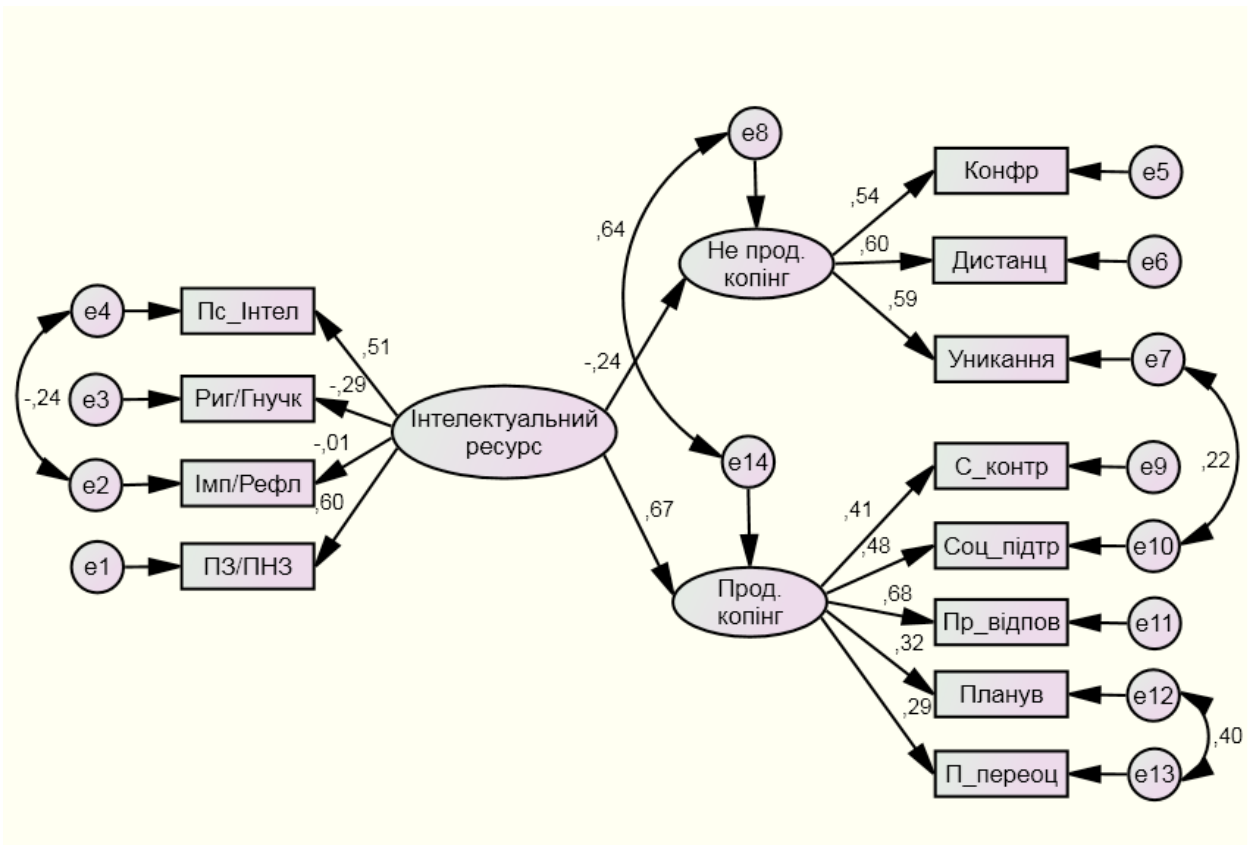 e8
Конфр
e5
,54
,64
Не прод.
копінг
,60
Дистанц
e6
,59
e4
Пс_Інтел
,51
-,24
Уникання
e7
-,24
e3
Риг/Гнучк
-,29
Інтелектуальний
ресурс
-,01
e14
С_контр
e9
,22
e2
Імп/Рефл
,60
,67
,41
e1
ПЗ/ПНЗ
,48
Соц_підтр
e10
Прод.
копінг
,68
Пр_відпов
e11
,32
Планув
e12
,29
,40
П_переоц
e13